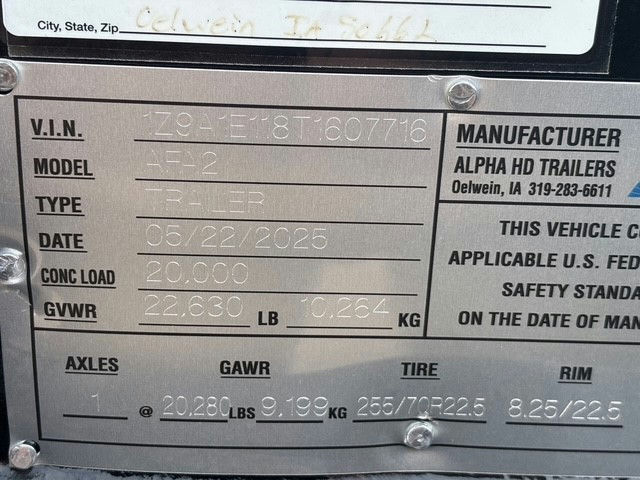 City, State, Zip Oelwein IA 50662
V.I.N. 1Z9A1E118T1607716
MODEL AFA2
TYPE TRAILER
DATE 05/22/2025
CONC LOAD 20,000
GVWR 22,630 LB 10,264 KG
MANUFACTURER
ALPHA HD TRAILERS
Oelwein, IA 319-283-6611
THIS VEHICLE C
APPLICABLE U.S. FED
SAFETY STANDA
ON THE DATE OF MAN
AXLES GAWR TIRE RIM
1 @ 20,280 LBS 9,199 KG 255/70R22.5 8.25/22.5